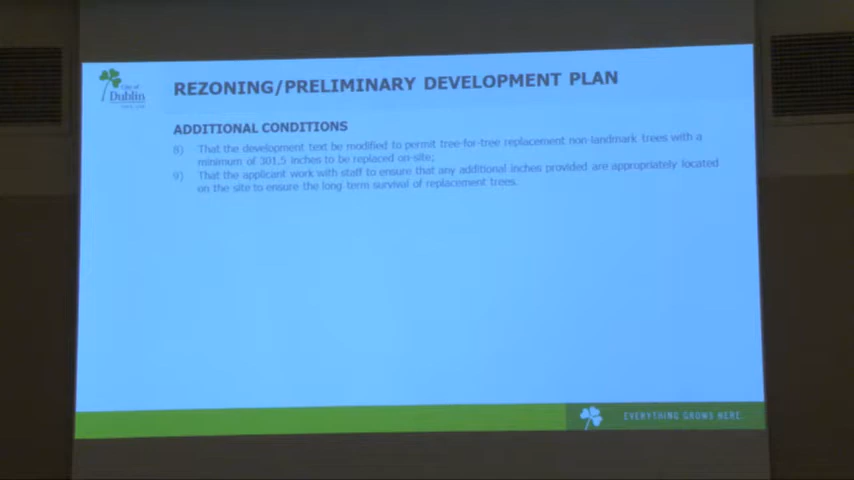 City of
Dublin
REZONING/PRELIMINARY DEVELOPMENT PLAN
ADDITIONAL CONDITIONS
8) That the development text be modified to permit tree-for-tree replacement non-landmark trees with a
minimum of 301.5 inches to be replaced on-site;
9) That the applicant work with staff to ensure that any additional inches provided are appropriately located
on the site to ensure the long term survival of replacement trees.
EVERYTHING GROWS HERE.